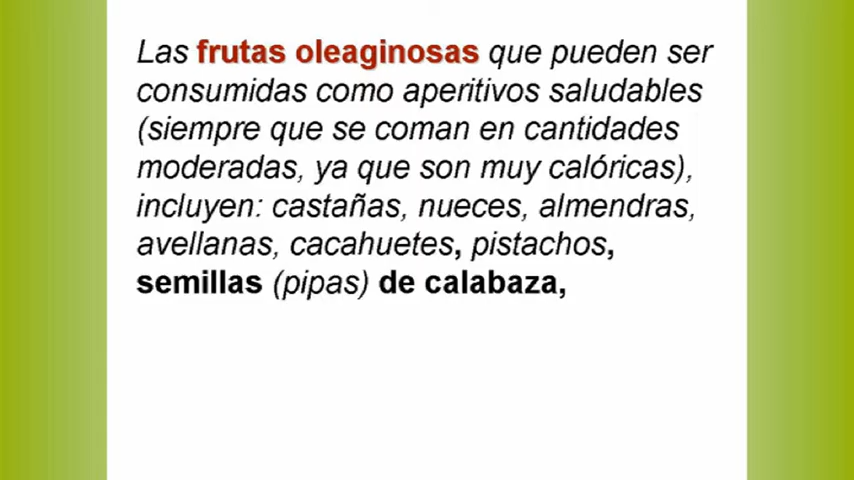 Las frutas oleaginosas que pueden ser
consumidas como aperitivos saludables
(siempre que se coman en cantidades
moderadas, ya que son muy calóricas),
incluyen: castañas, nueces, almendras,
avellanas, cacahuetes, pistachos,
semillas (pipas) de calabaza,